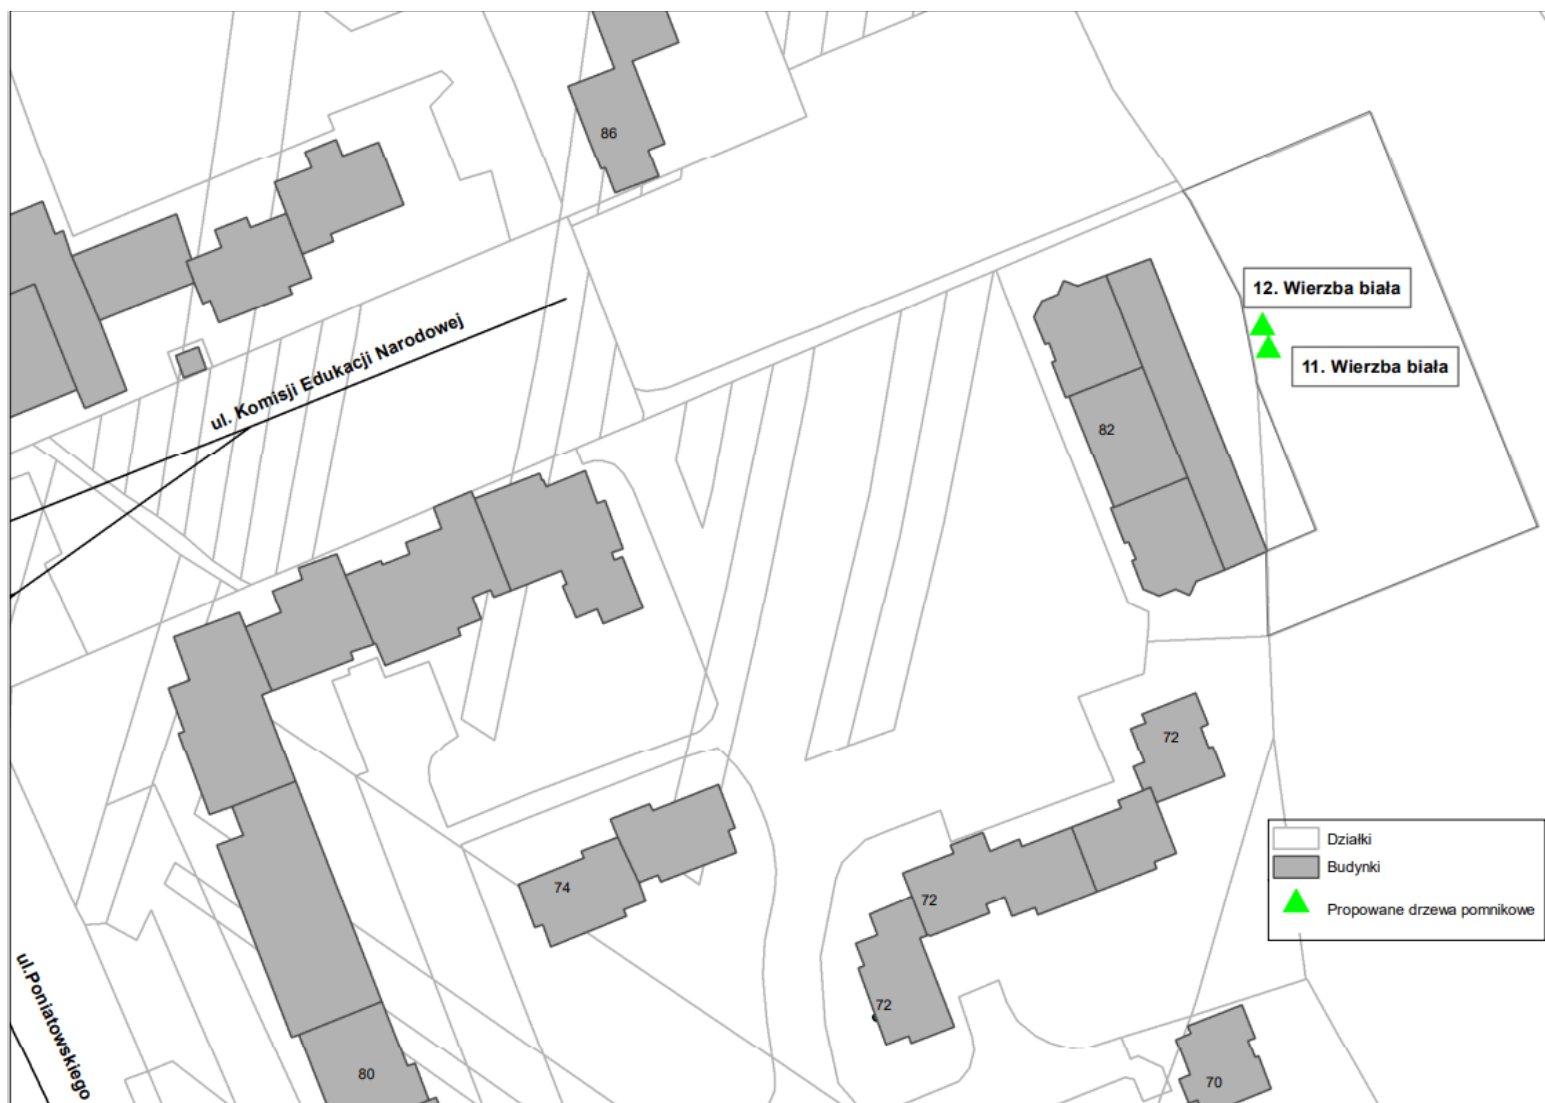 86
12. Wierzba biała
ul. Komisji Edukacji Narodowej
11. Wierzba biała
82
72
Działki
Budynki
74
72
Propowane drzewa pomnikowe
ul.Poniatowskiego
72
80
70